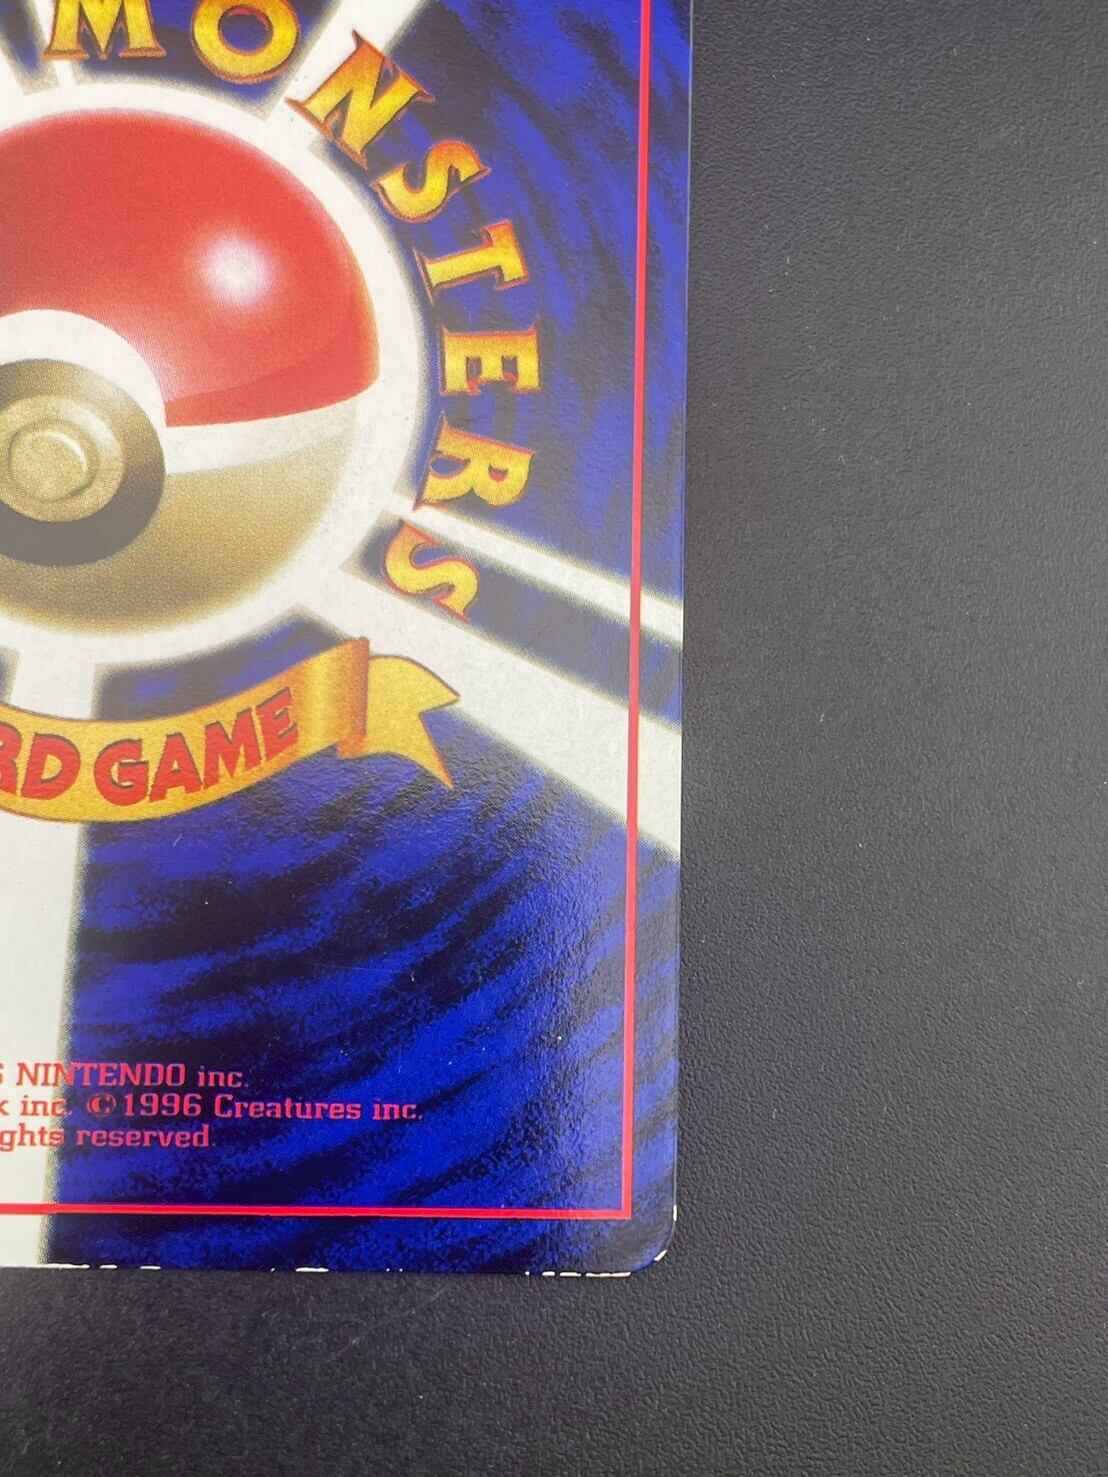 MONSTERS
RD GAME
NINTENDO inc.
inc. ©1996 Creatures inc.
ghts reserved.